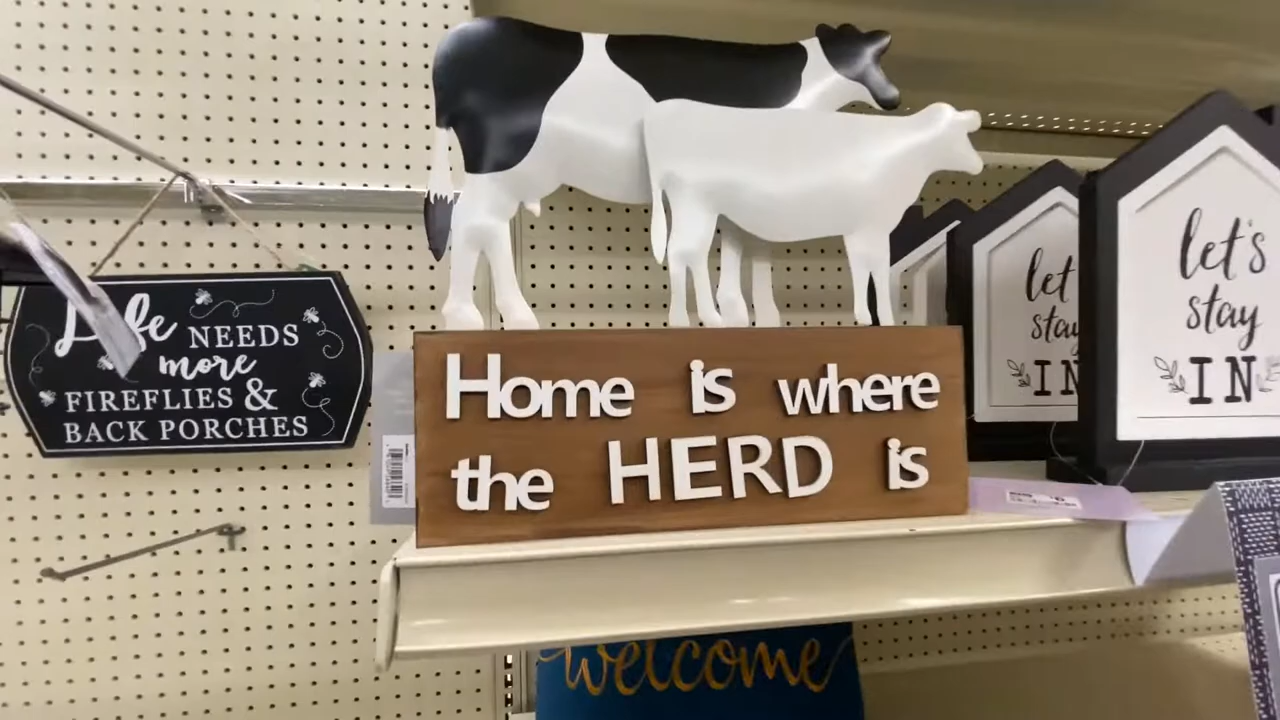 Life NEEDS
more
FIREFLIES &
BACK PORCHES
Home is where
the HERD is
let
stay
IN
let's
stay
IN
welcome